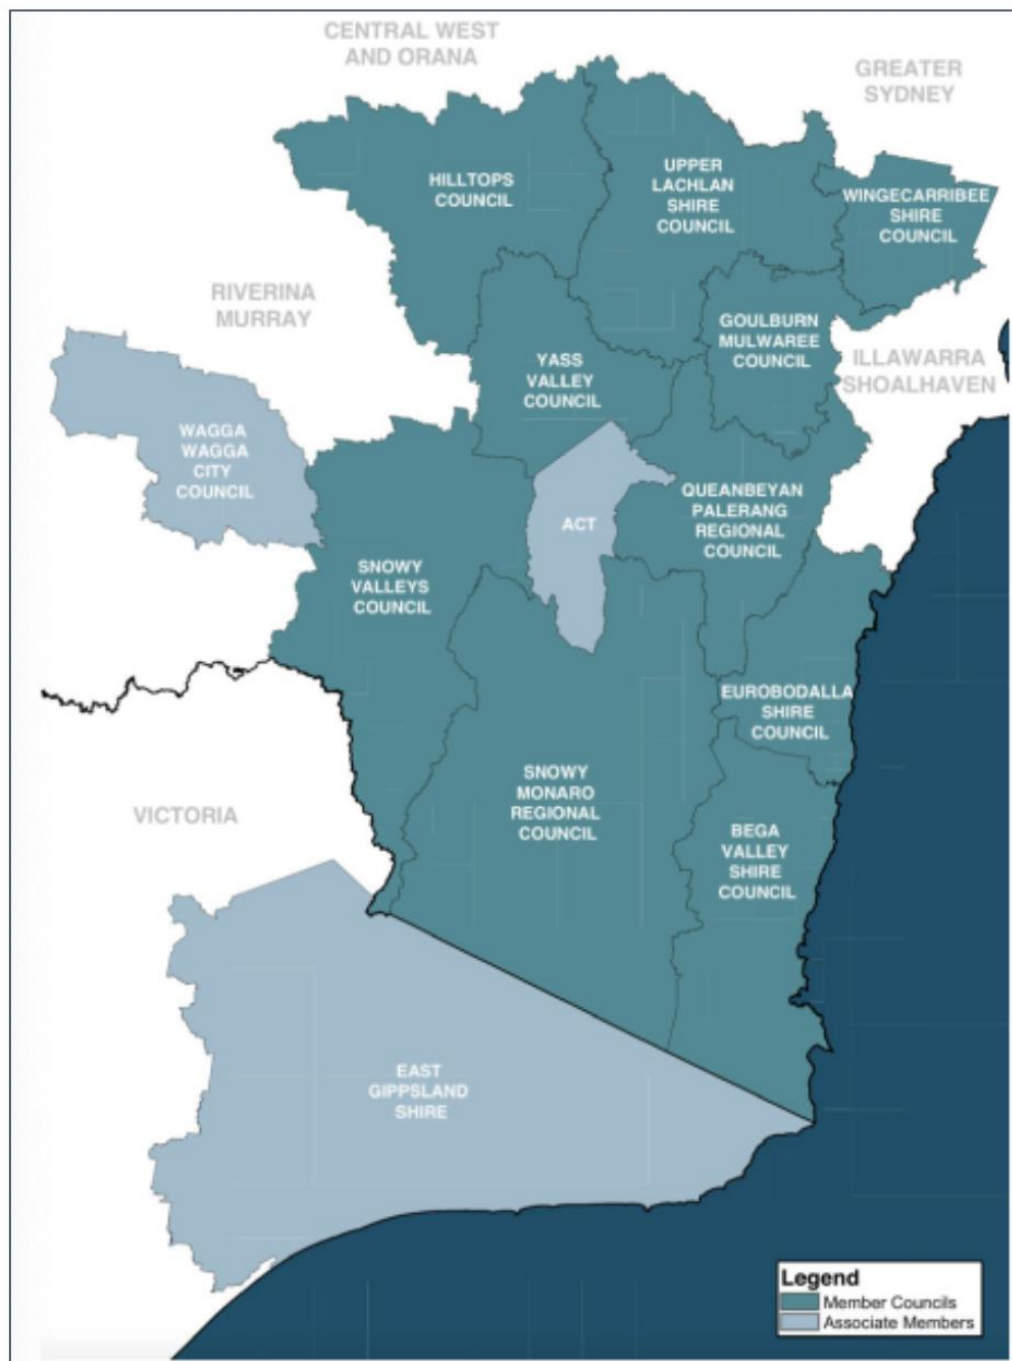 CENTRAL WEST
AND ORANA
GREATER
SYDNEY
HILLTOPS
COUNCIL
UPPER
LACHLAN
SHIRE
COUNCIL
WINGECARRIBEE
SHIRE
COUNCIL
RIVERINA
MURRAY
GOULBURN
MULWAREE
COUNCIL
ILLAWARRA
SHOALHAVEN
YASS
VALLEY
COUNCIL
WAGGA
WAGGA
CITY
COUNCIL
ACT
QUEANBEYAN
PALERANG
REGIONAL
COUNCIL
SNOWY
VALLEYS
COUNCIL
EUROBODALLA
SHIRE
COUNCIL
SNOWY
MONARO
REGIONAL
COUNCIL
VICTORIA
BEGA
VALLEY
SHIRE
COUNCIL
EAST
GIPPSLAND
SHIRE
Legend
Member Councils
Associate Members